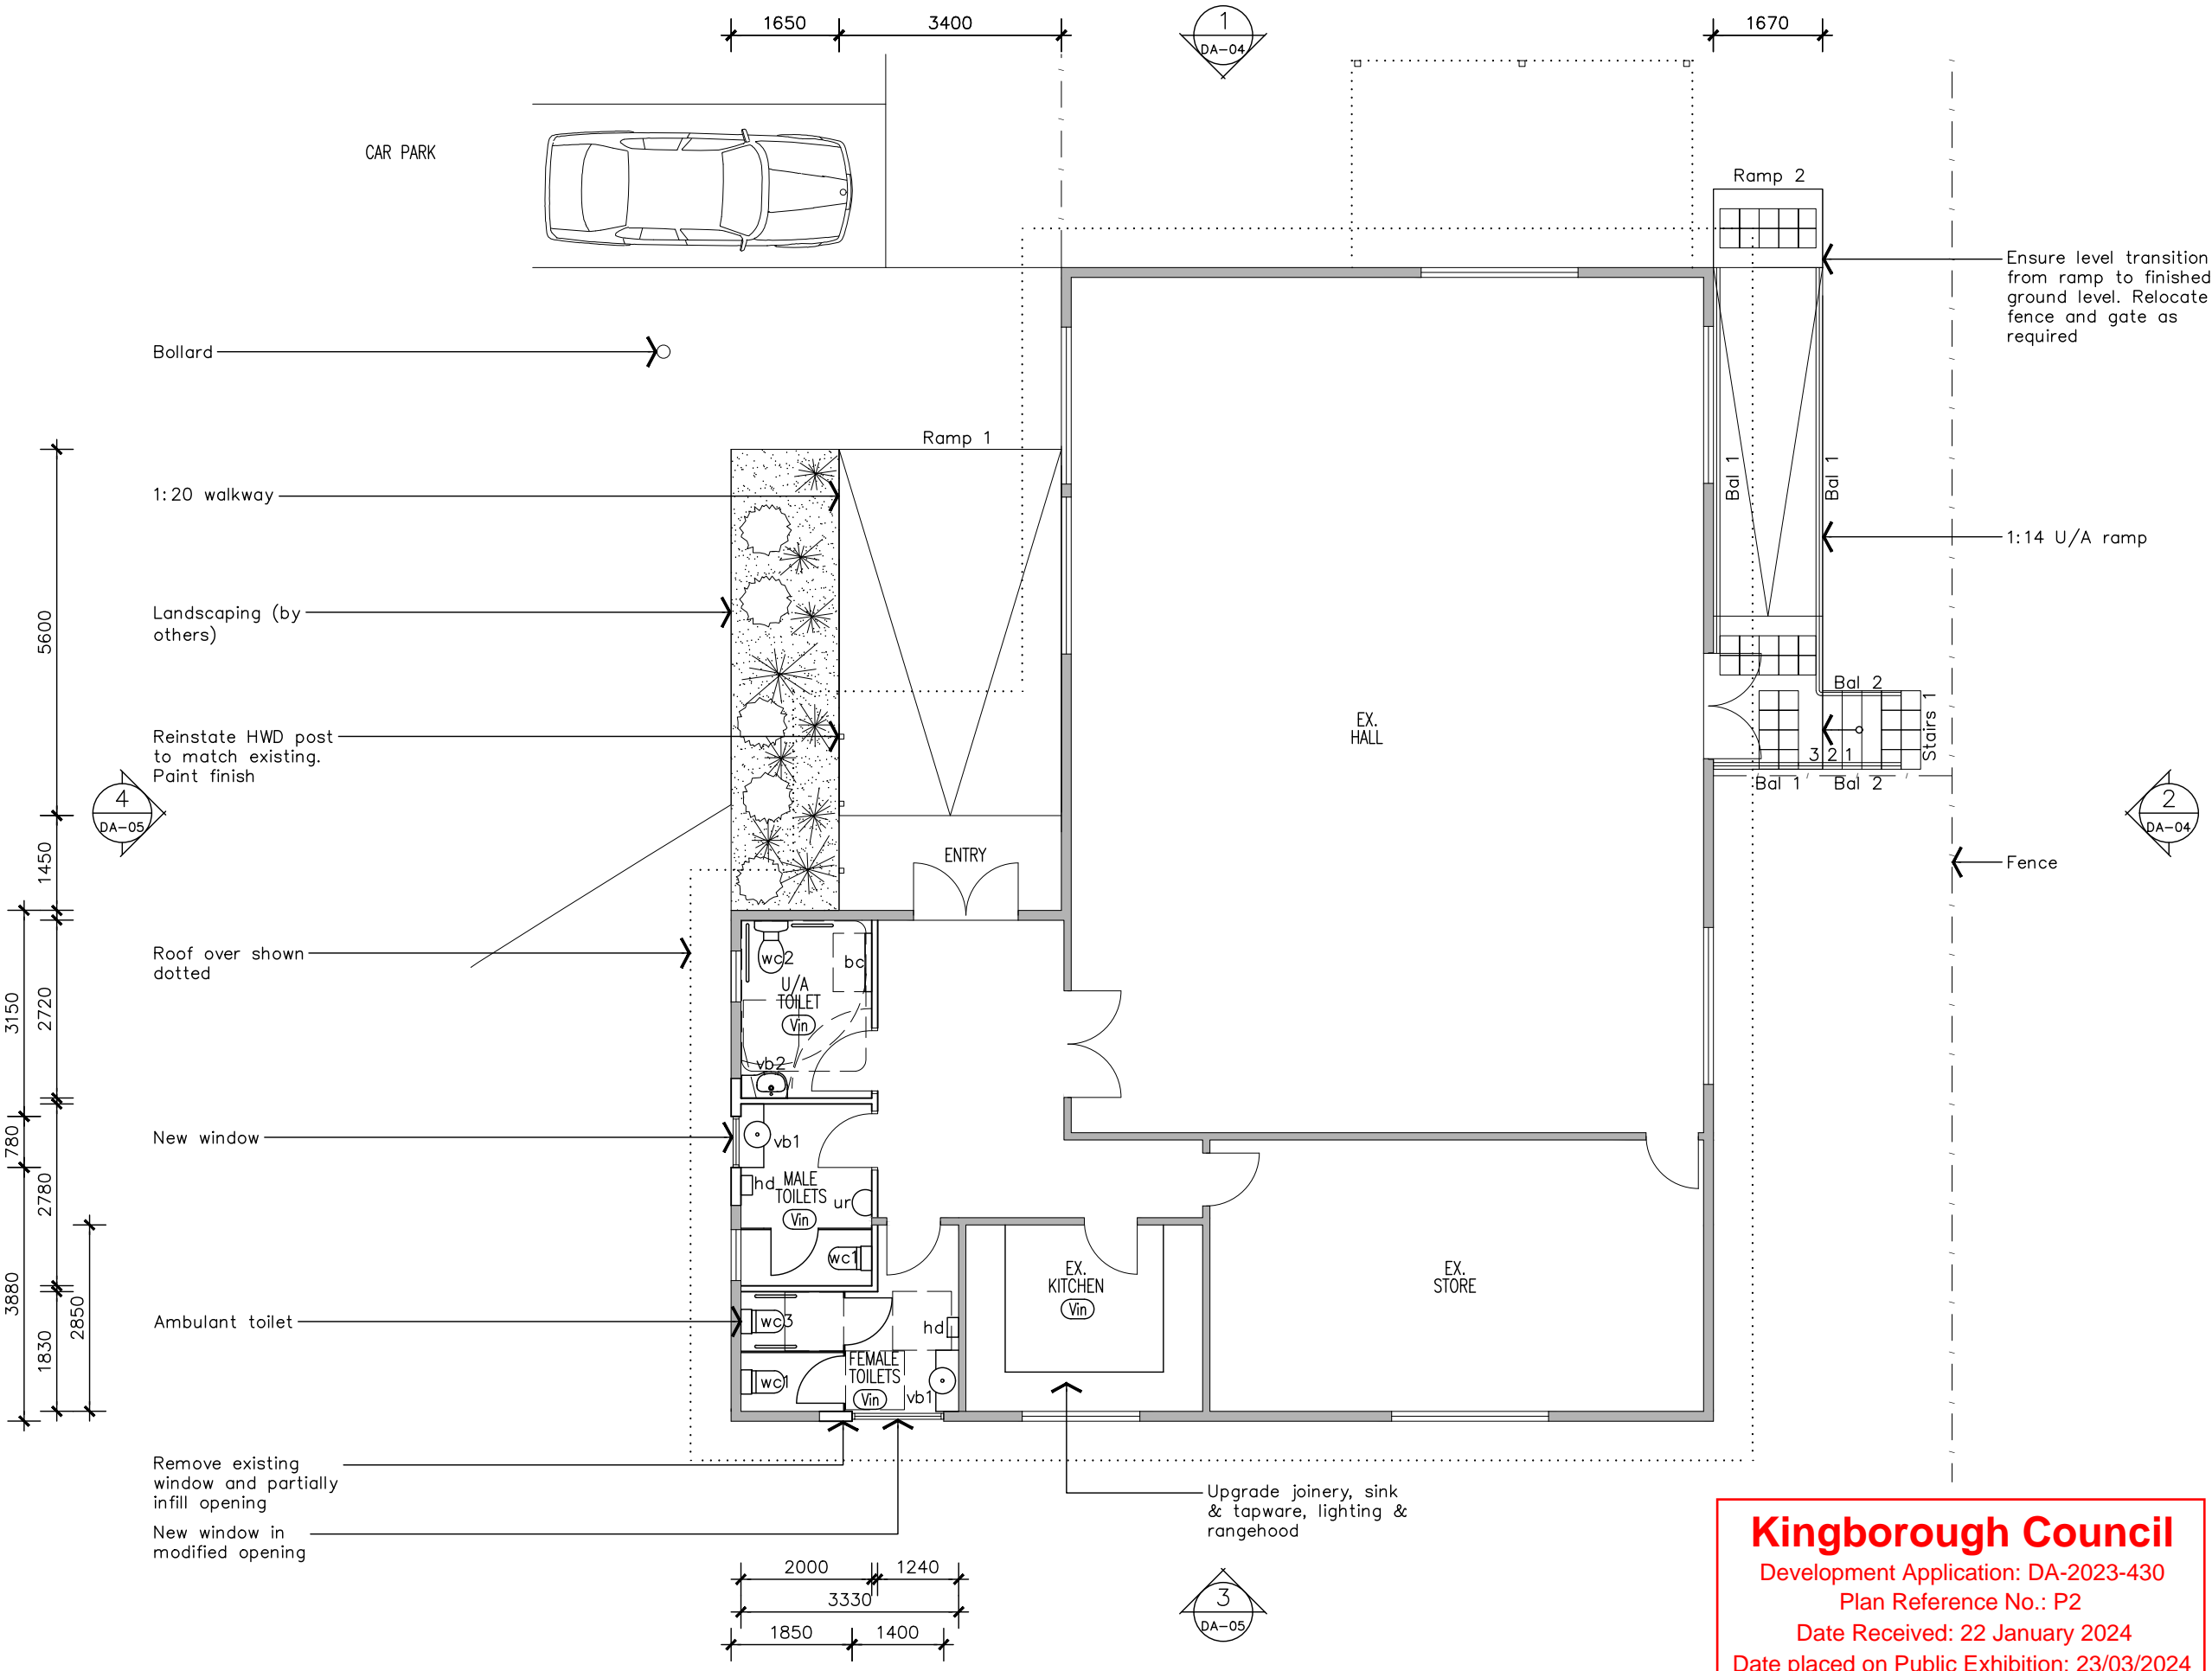 1650
3400
1
DA-04
1670
CAR PARK
Ramp 2
Ensure level transition
from ramp to finished
ground level. Relocate
fence and gate as
required
Bollard
Ramp 1
1:20 walkway
Bal 1
Bal 1
1:14 U/A ramp
Landscaping (by
others)
5600
Bal 2
Stairs 1
EX.
HALL
Reinstate HWD post
to match existing.
Paint finish
3 2 1
Bal 1
Bal 2
4
DA-05
2
DA-04
1450
ENTRY
Fence
Roof over shown
dotted
wc2
bc
U/A
TOILET
Vin
3150
2720
vb2
New window
vb1
780
2780
hd
MALE
TOILETS
ur
Vin
wc1
EX.
KITCHEN
Vin
EX.
STORE
3880
2850
1830
Ambulant toilet
wc3
hd
FEMALE
TOILETS
wc1
Vin
vb1
Remove existing
window and partially
infill opening
New window in
modified opening
Upgrade joinery, sink
& tapware, lighting &
rangehood
2000
1240
3330
1850
1400
3
DA-05
Kingborough Council
Development Application: DA-2023-430
Plan Reference No.: P2
Date Received: 22 January 2024
Date placed on Public Exhibition: 23/03/2024